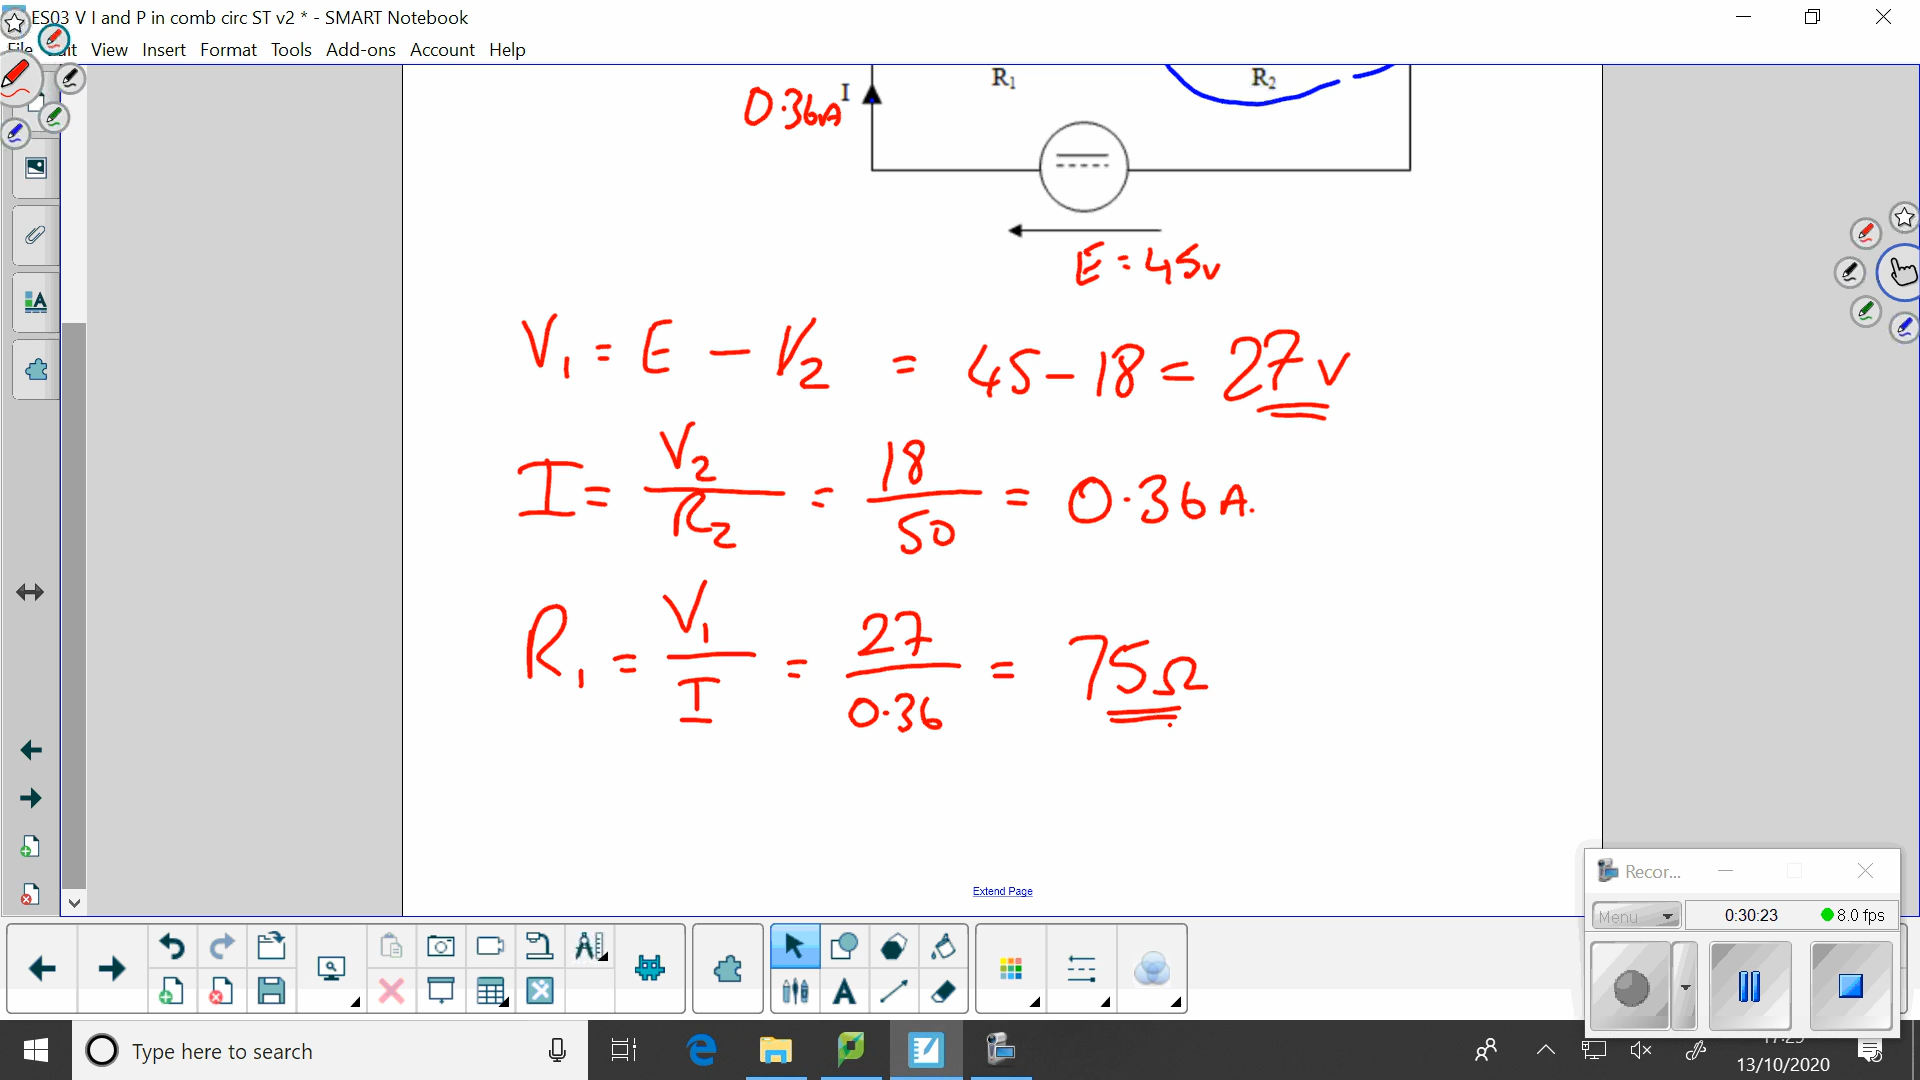 ES03 V I and P in comb circ ST v2 * - SMART Notebook
File Edit View Insert Format Tools Add-ons Account Help
R1 R2
0.36A I
E = 45v
V1 = E - V2 = 45 - 18 = 27v
I = V2/R2 = 18/50 = 0.36A.
R1 = V1/I = 27/0.36 = 75Ω
Extend Page
Recor...
Menu 0:30:23 8.0 fps
Type here to search
13/10/2020